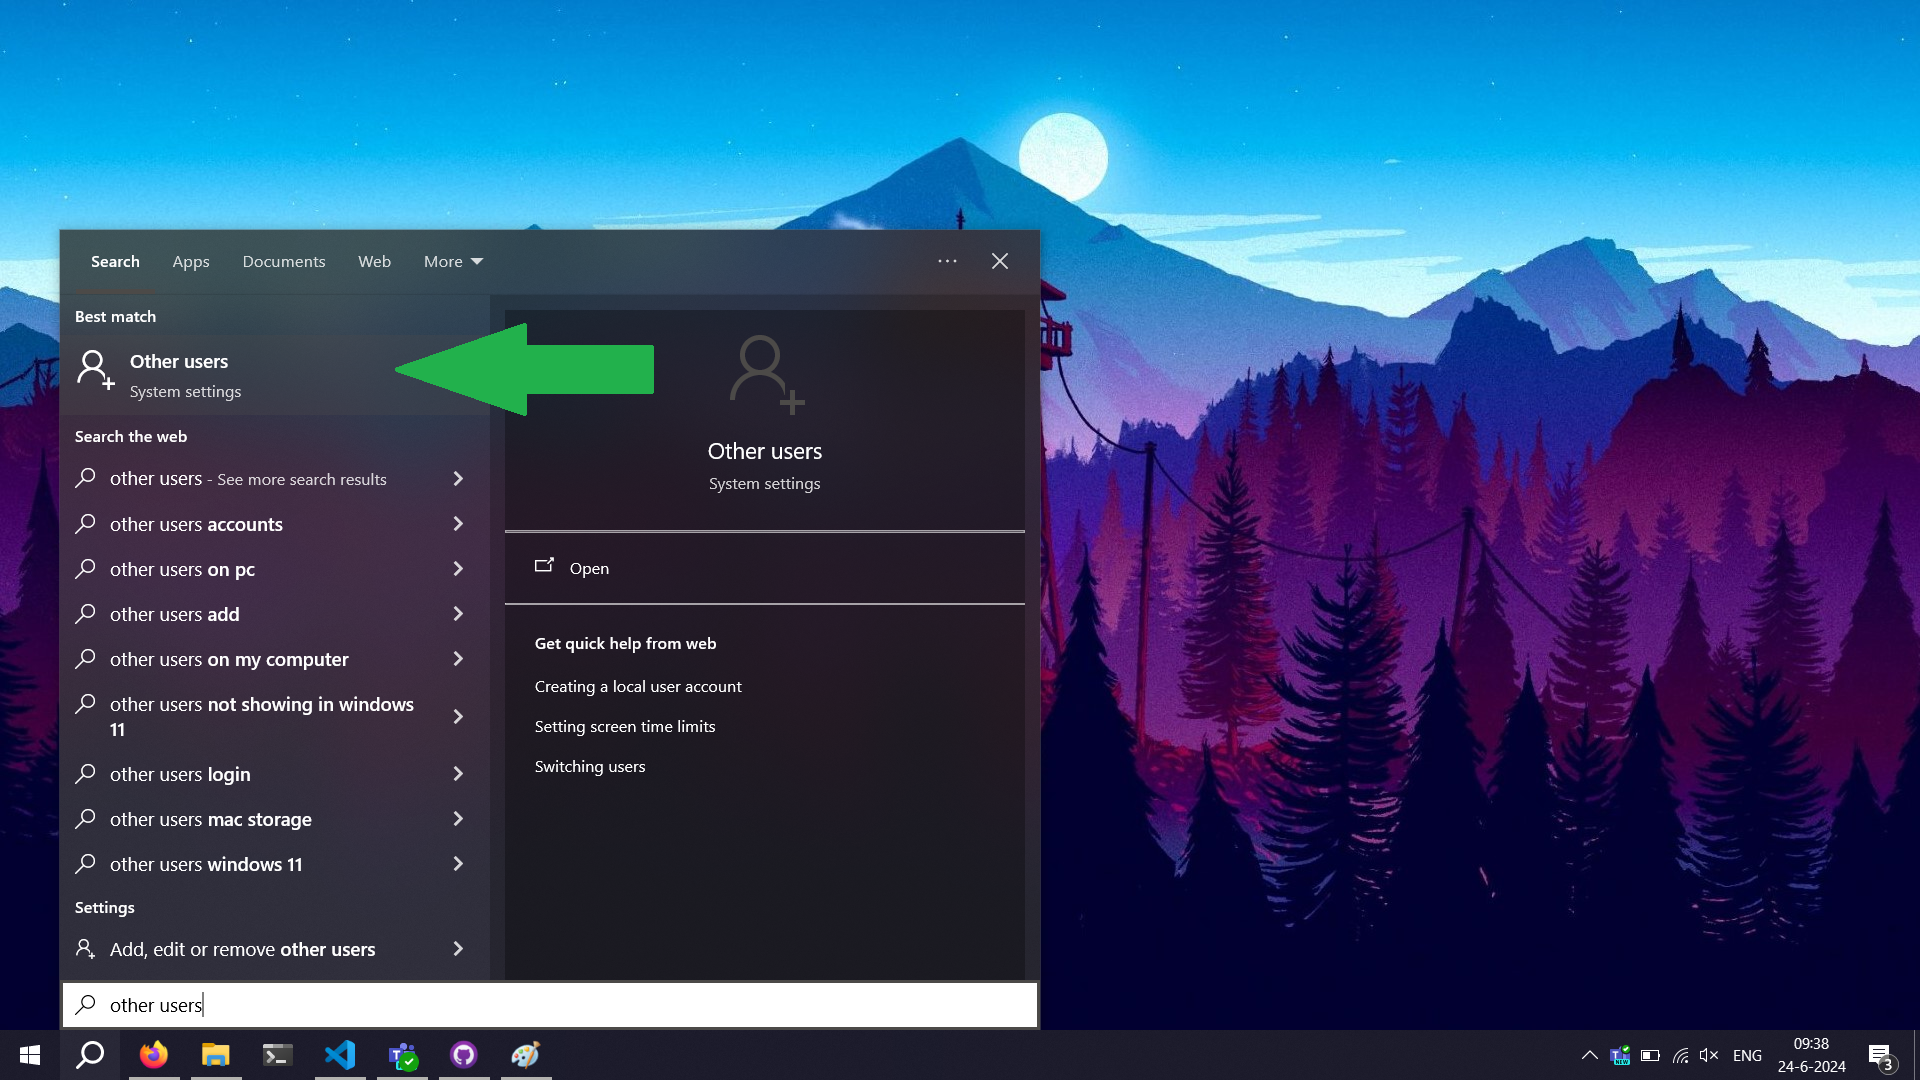 Search
Apps
Documents
Web
More
Best match
Other users
System settings
Search the web
other users - See more search results
other users accounts
other users on pc
other users add
other users on my computer
other users not showing in windows
11
other users login
other users mac storage
other users windows 11
Settings
Add, edit or remove other users
other users
Other users
System settings
Open
Get quick help from web
Creating a local user account
Setting screen time limits
Switching users
ENG
09:38
24-6-2024
3